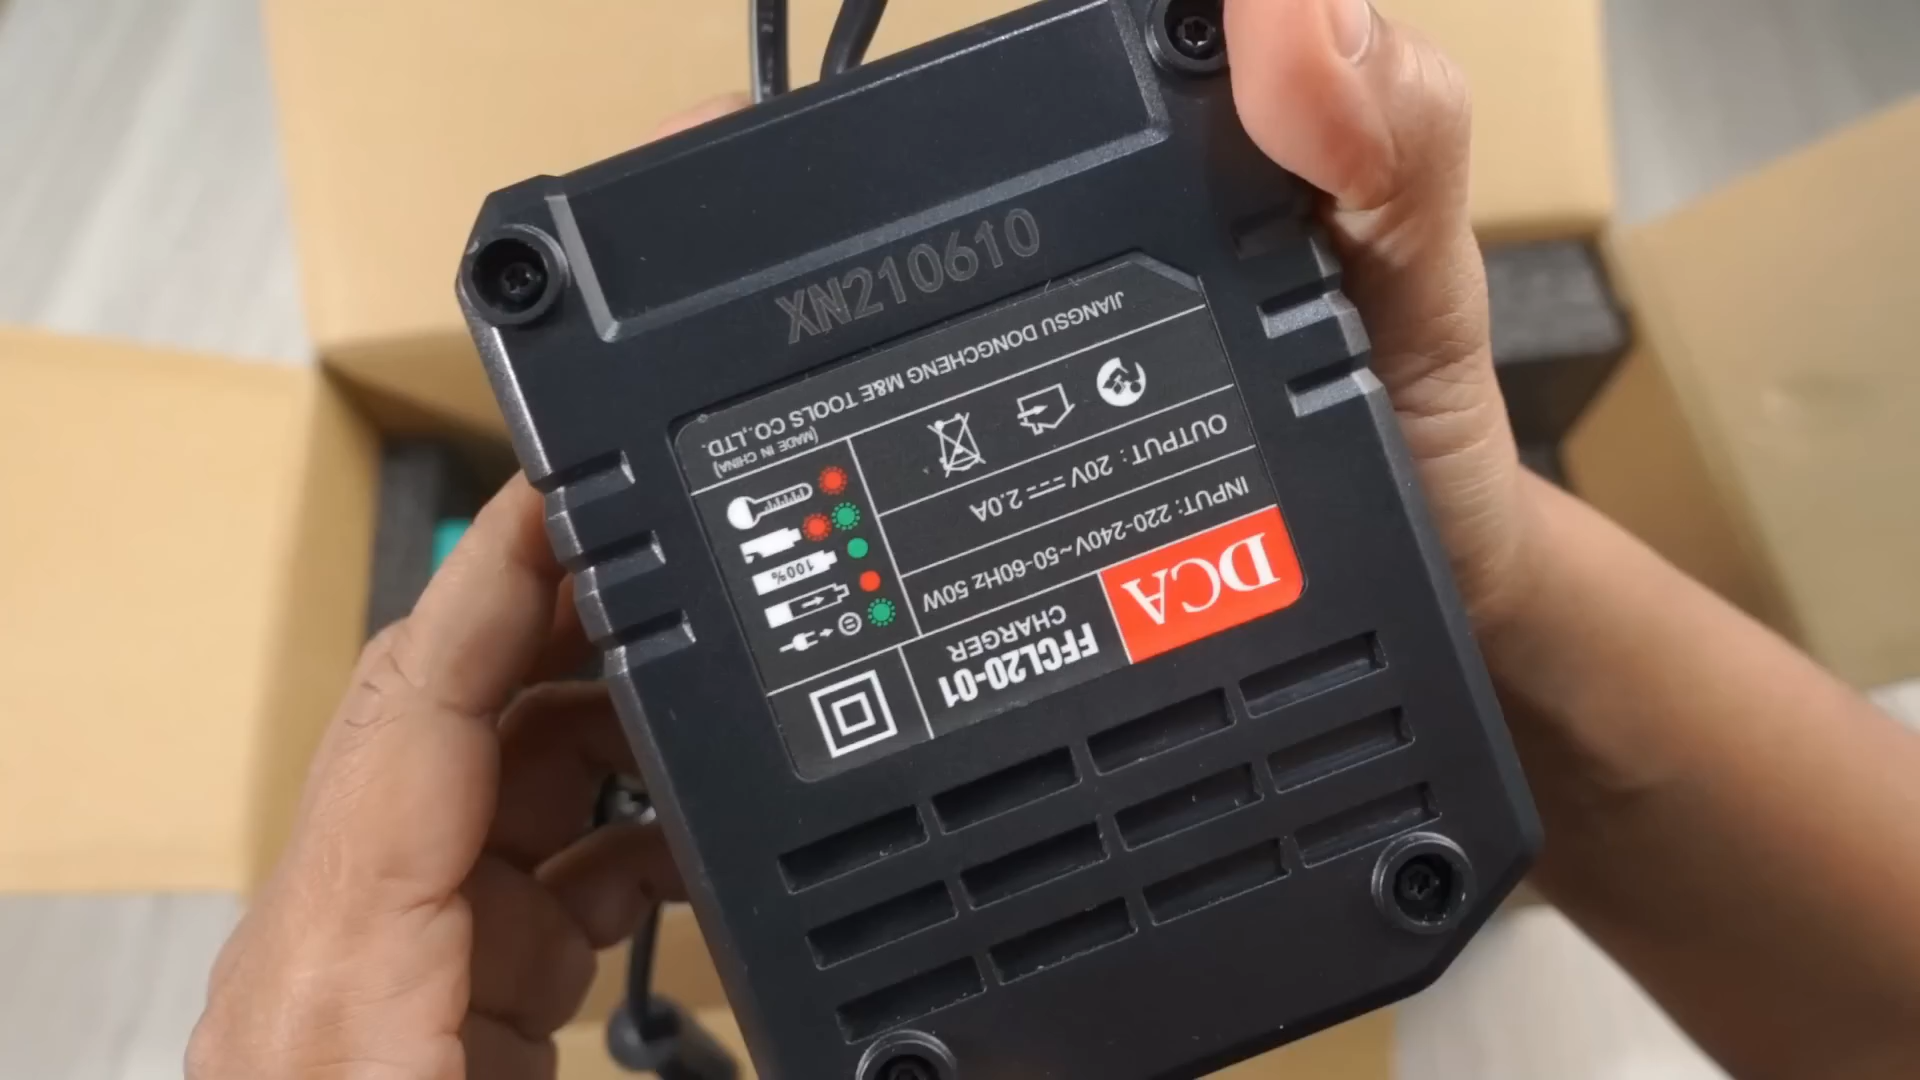 XN210610
DCA
FFCL20-01
CHARGER
INPUT: 220-240V~50-60Hz 50W
OUTPUT: 20V ⎓ 2.0A
100%
(MADE IN CHINA)
JIANGSU DONGCHENG M&E TOOLS CO.,LTD.